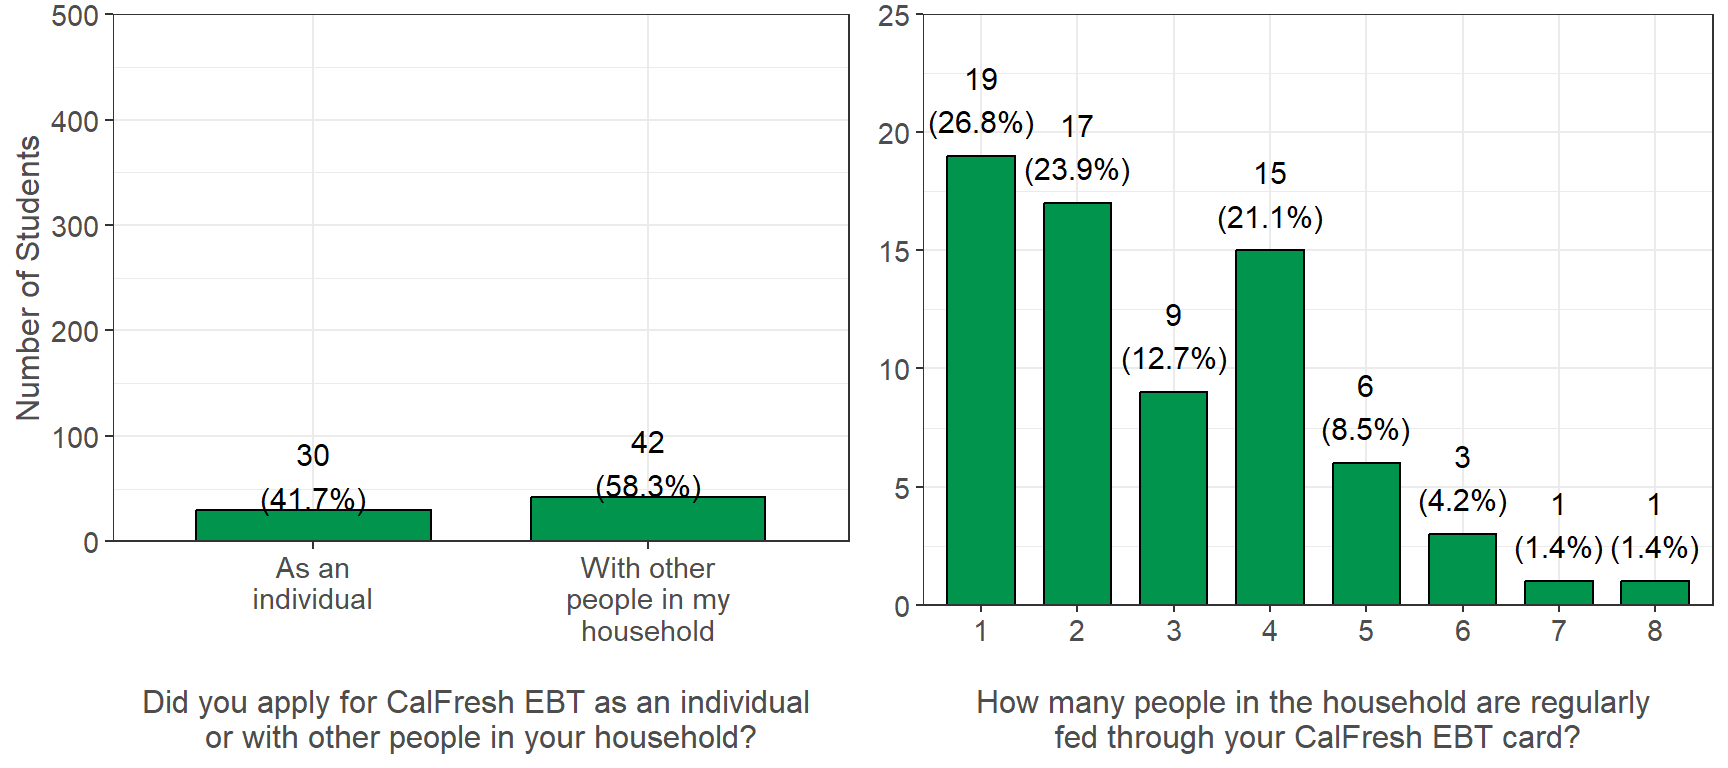 Number of Students
500
400
300
200
100
0
30
(41.7%)
42
(58.3%)
As an
individual
With other
people in my
household
Did you apply for CalFresh EBT as an individual
or with other people in your household?
25
20
15
10
5
0
19
(26.8%)
17
(23.9%)
9
(12.7%)
15
(21.1%)
6
(8.5%)
3
(4.2%)
1
(1.4%)
1
(1.4%)
1 2 3 4 5 6 7 8
How many people in the household are regularly
fed through your CalFresh EBT card?